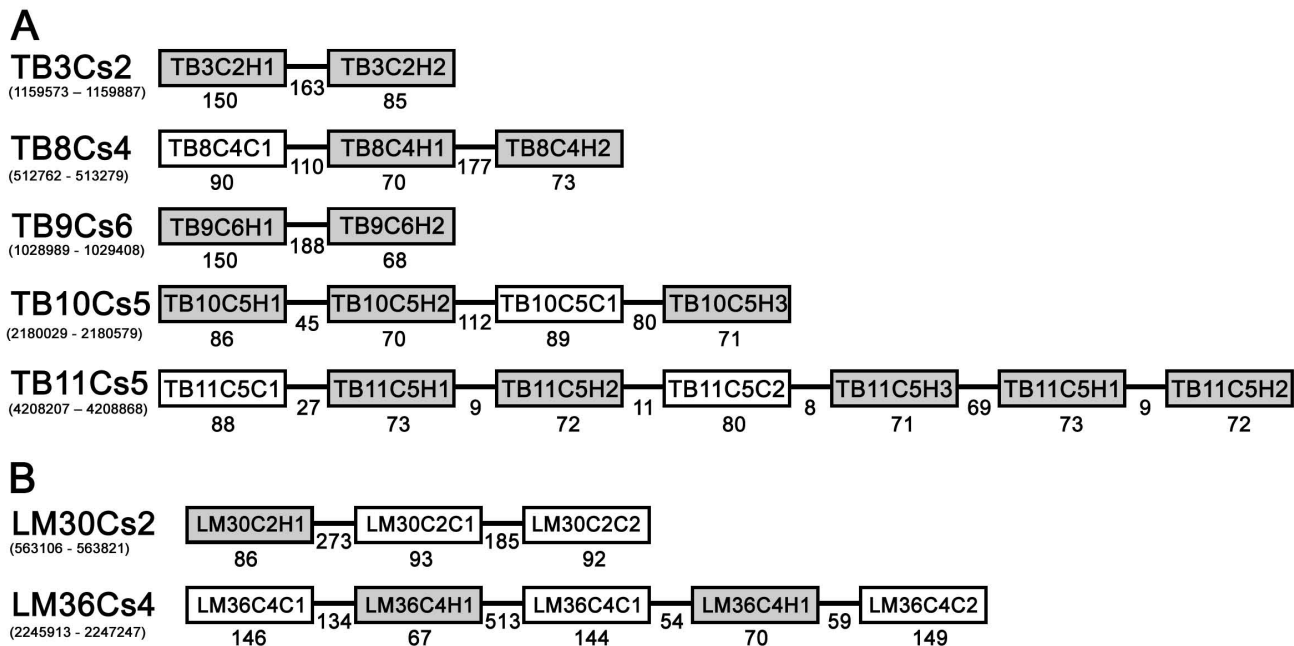 A
TB3Cs2 TB3C2H1 TB3C2H2
(1159573 – 1159887) 150 163 85
TB8Cs4 TB8C4C1 TB8C4H1 TB8C4H2
(512762 - 513279) 90 110 70 177 73
TB9Cs6 TB9C6H1 TB9C6H2
(1028989 - 1029408) 150 188 68
TB10Cs5 TB10C5H1 TB10C5H2 TB10C5C1 TB10C5H3
(2180029 - 2180579) 86 45 70 112 89 80 71
TB11Cs5 TB11C5C1 TB11C5H1 TB11C5H2 TB11C5C2 TB11C5H3 TB11C5H1 TB11C5H2
(4208207 – 4208868) 88 27 73 9 72 11 80 8 71 69 73 9 72
B
LM30Cs2 LM30C2H1 LM30C2C1 LM30C2C2
(563106 - 563821) 86 273 93 185 92
LM36Cs4 LM36C4C1 LM36C4H1 LM36C4C1 LM36C4H1 LM36C4C2
(2245913 - 2247247) 146 134 67 513 144 54 70 59 149